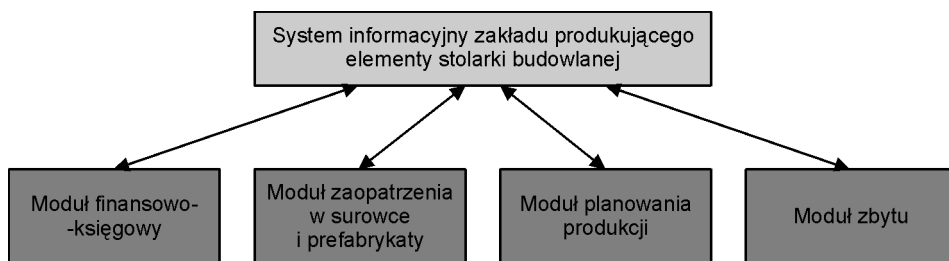 System informacyjny zakładu produkującego
elementy stolarki budowlanej
Moduł finansowo-
-księgowy
Moduł zaopatrzenia
w surowce
i prefabrykaty
Moduł planowania
produkcji
Moduł zbytu